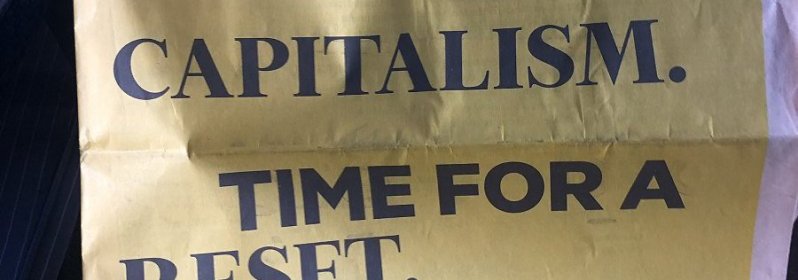 CAPITALISM.
TIME FOR A
RESET.